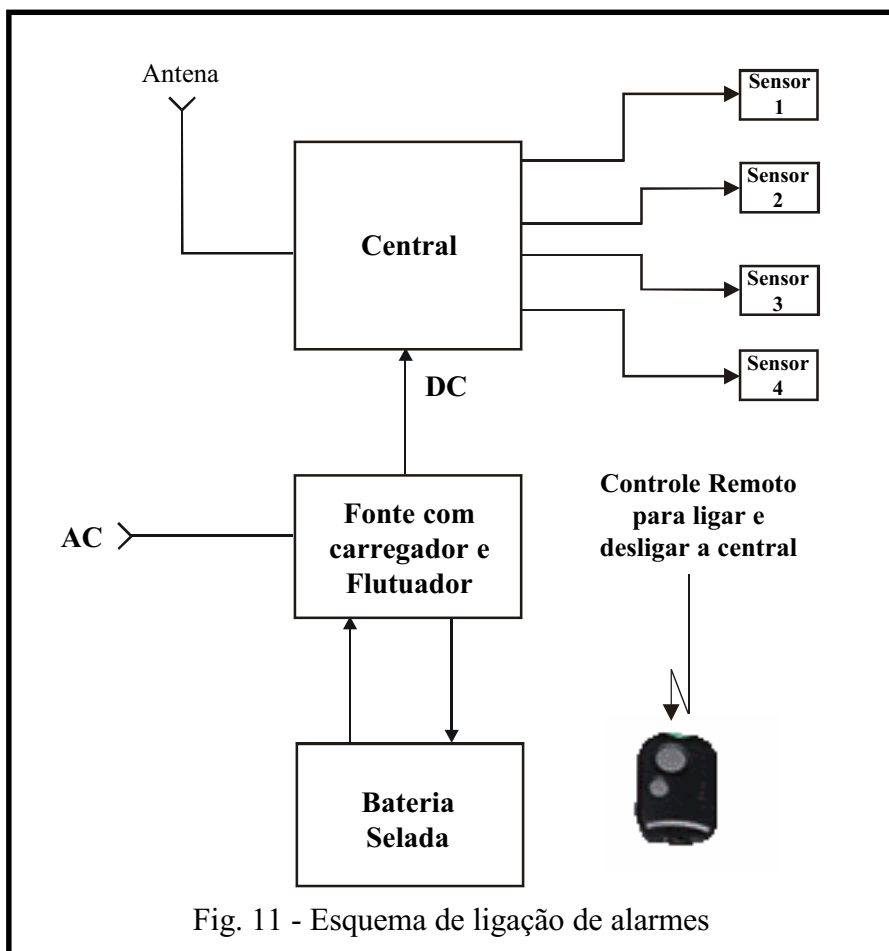 Antena
Sensor
1
Sensor
2
Central
Sensor
3
Sensor
4
DC
AC
Fonte com
carregador e
Flutuador
Controle Remoto
para ligar e
desligar a central
Bateria
Selada
Fig. 11 - Esquema de ligação de alarmes